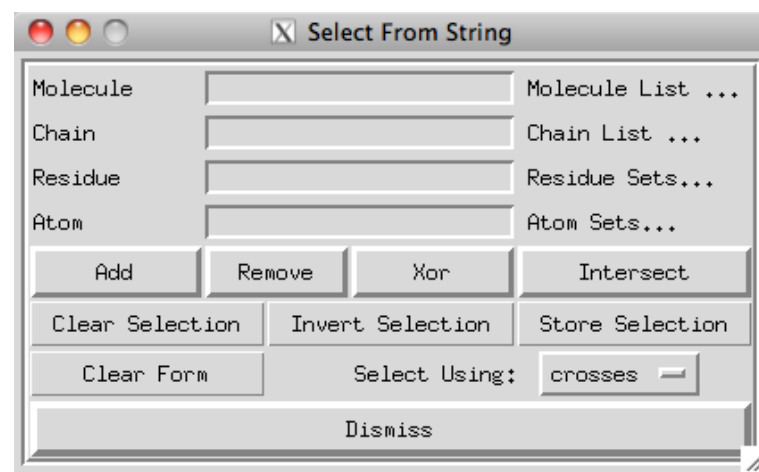 X Select From String
Molecule Molecule List ...
Chain Chain List ...
Residue Residue Sets...
Atom Atom Sets...
Add Remove Xor Intersect
Clear Selection Invert Selection Store Selection
Clear Form Select Using: crosses
Dismiss